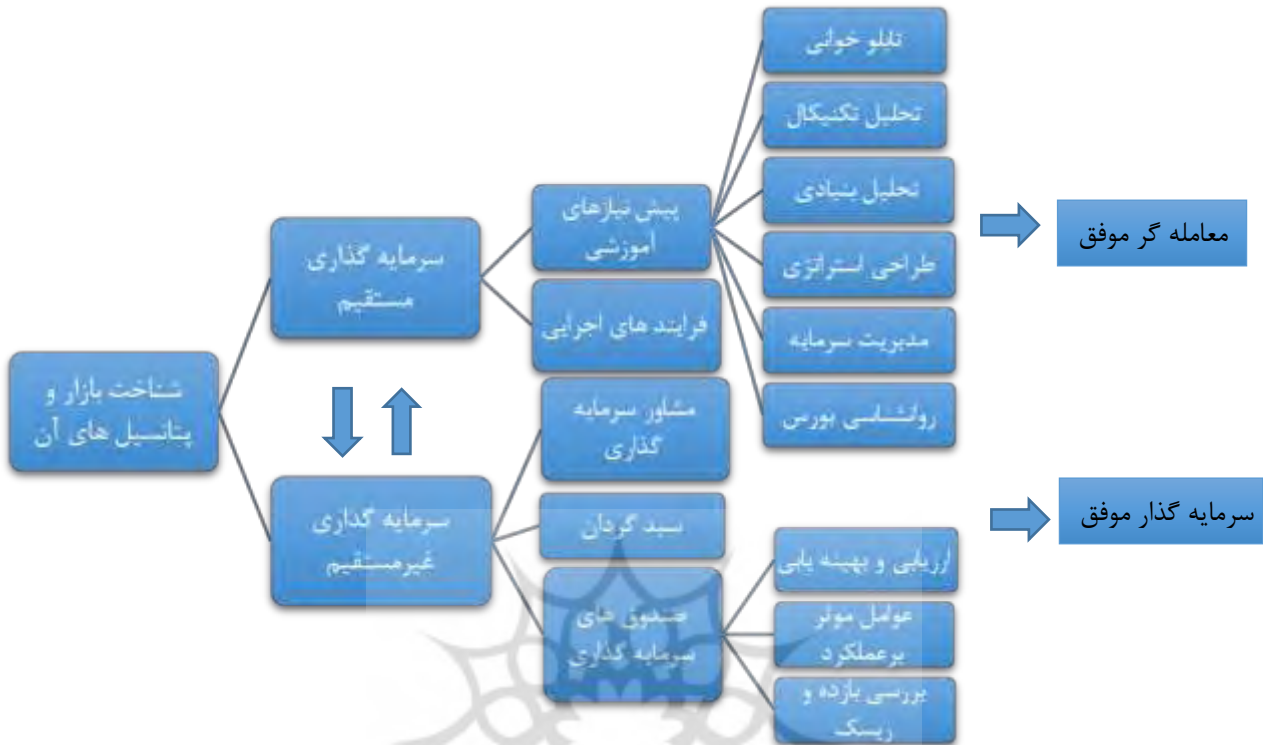 شناخت بازار و
پتانسیل های آن
سرمایه گذاری
مستقیم
سرمایه گذاری
غیرمستقیم
پیش نیازهای
آموزشی
فرایند های اجرایی
مشاور سرمایه
گذاری
سبد گردان
صندوق های
سرمایه گذاری
تابلو خوانی
تحلیل تکنیکال
تحلیل بنیادی
طراحی استراتژی
مدیریت سرمایه
روانشناسی بورس
ارزیابی و بهینه یابی
عوامل موثر
برعملکرد
بررسی بازده و
ریسک
معامله گر موفق
سرمایه گذار موفق